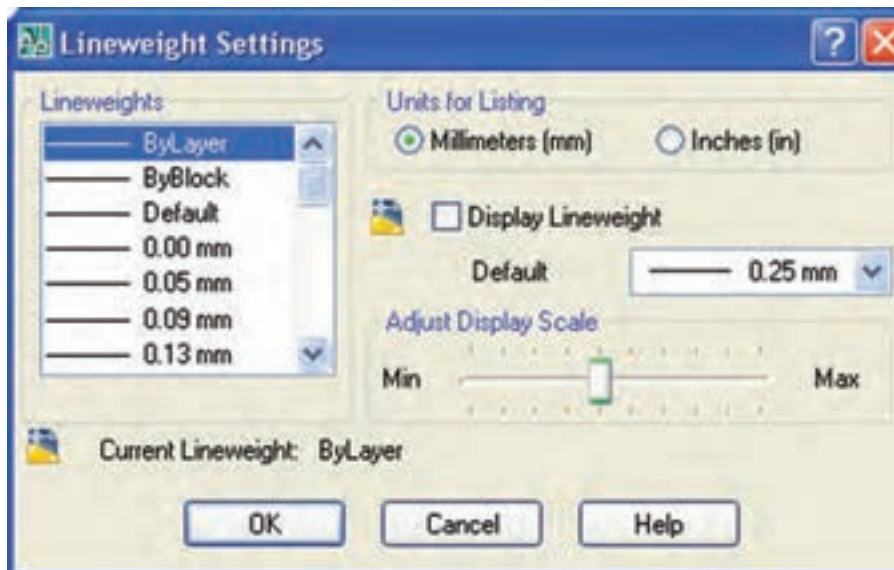 Lineweight Settings
Lineweights
ByLayer
ByBlock
Default
0.00 mm
0.05 mm
0.09 mm
0.13 mm
Units for Listing
Millimeters (mm)
Inches (in)
Display Lineweight
Default
0.25 mm
Adjust Display Scale
Min
Max
Current Lineweight: ByLayer
OK
Cancel
Help